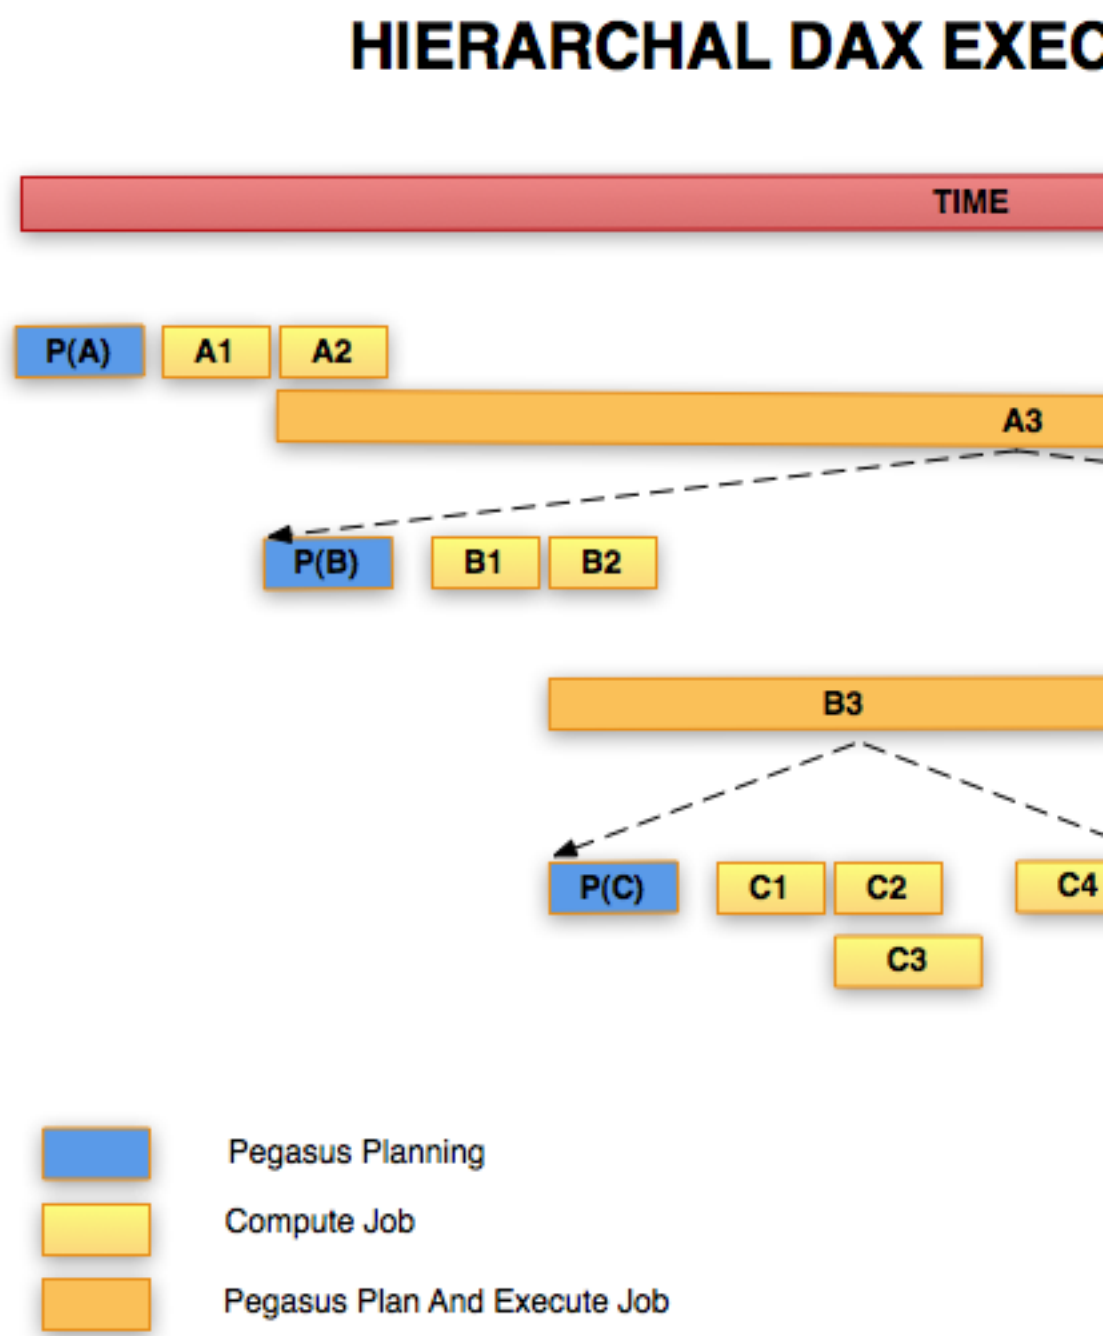 HIERARCHAL DAX EXEC
TIME
P(A) A1 A2
A3
P(B) B1 B2
B3
P(C) C1 C2 C4
C3
Pegasus Planning
Compute Job
Pegasus Plan And Execute Job